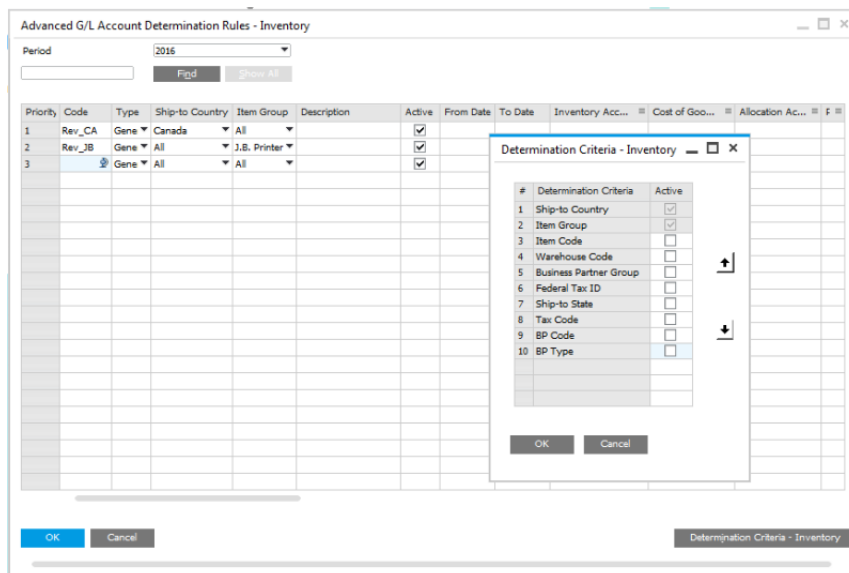 Advanced G/L Account Determination Rules - Inventory
Period
2016
Find
Show All
Priority Code Type Ship-to Country Item Group Description Active From Date To Date Inventory Acc... Cost of Goo... Allocation Ac... F
1 Rev_CA Gene Canada All
2 Rev_JB Gene All J.B. Printer
3 Gene All All
Determination Criteria - Inventory
# Determination Criteria Active
1 Ship-to Country
2 Item Group
3 Item Code
4 Warehouse Code
5 Business Partner Group
6 Federal Tax ID
7 Ship-to State
8 Tax Code
9 BP Code
10 BP Type
OK Cancel
OK Cancel Determination Criteria - Inventory